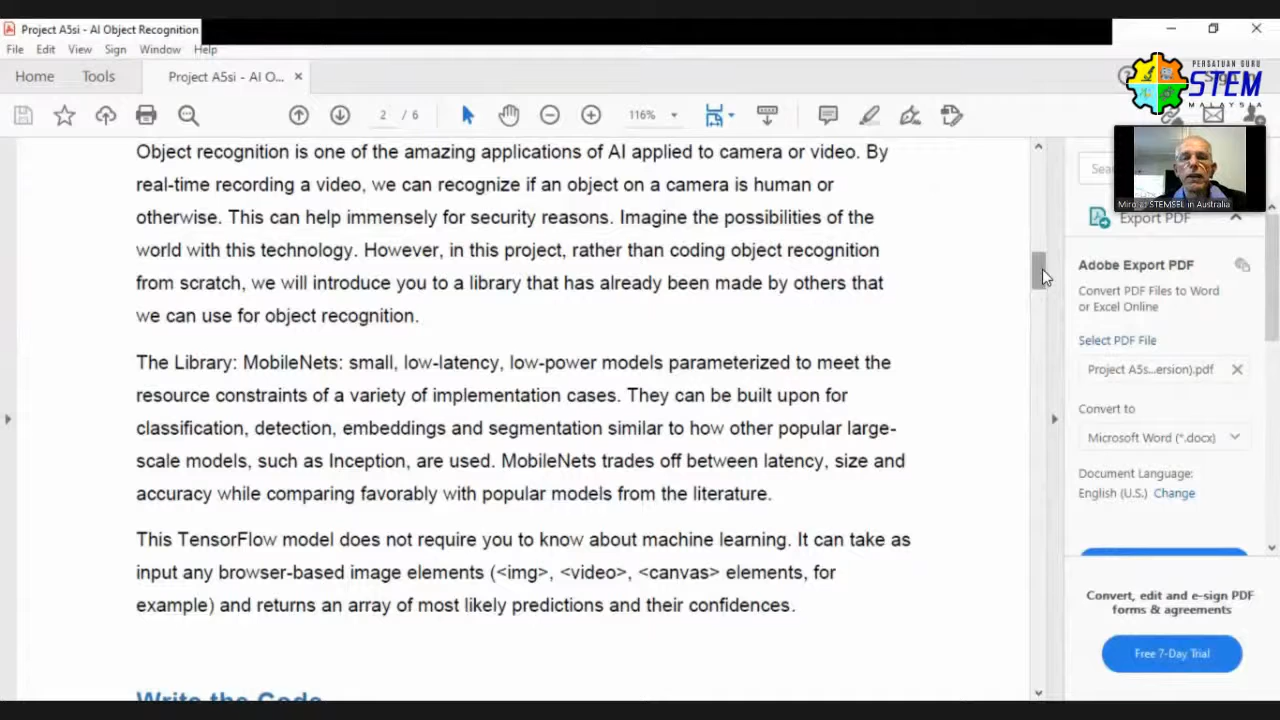 Project A5si - AI Object Recognition
File Edit View Sign Window Help
Home Tools Project A5si - AI O... ×
PERSATUAN GURU
STEM
MALAYSIA
2 / 6 116%
Object recognition is one of the amazing applications of AI applied to camera or video. By
real-time recording a video, we can recognize if an object on a camera is human or
otherwise. This can help immensely for security reasons. Imagine the possibilities of the
world with this technology. However, in this project, rather than coding object recognition
from scratch, we will introduce you to a library that has already been made by others that
we can use for object recognition.
The Library: MobileNets: small, low-latency, low-power models parameterized to meet the
resource constraints of a variety of implementation cases. They can be built upon for
classification, detection, embeddings and segmentation similar to how other popular large-
scale models, such as Inception, are used. MobileNets trades off between latency, size and
accuracy while comparing favorably with popular models from the literature.
This TensorFlow model does not require you to know about machine learning. It can take as
input any browser-based image elements (<img>, <video>, <canvas> elements, for
example) and returns an array of most likely predictions and their confidences.
Write the Code
STEMSEL in Australia
Export PDF
Adobe Export PDF
Convert PDF Files to Word
or Excel Online
Select PDF File
Project A5s...ersion).pdf
Convert to
Microsoft Word (*.docx)
Document Language:
English (U.S.) Change
Convert, edit and e-sign PDF
forms & agreements
Free 7-Day Trial